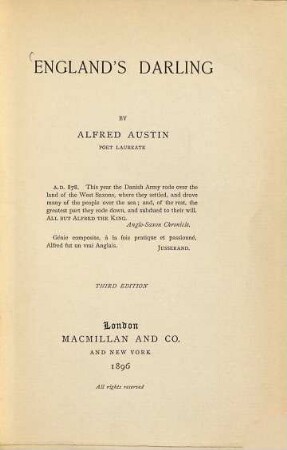 ENGLAND'S DARLING
BY
ALFRED AUSTIN
POET LAUREATE
A.D. 878. This year the Danish Army rode over the
land of the West Saxons, where they settled, and drove
many of the people over the sea; and, of the rest, the
greatest part they rode down, and subdued to their will.
ALL BUT ALFRED THE KING.
Anglo-Saxon Chronicle.
Génie composite, à la fois pratique et passionné,
Alfred fut un vrai Anglais.
JUSSERAND.
THIRD EDITION
London
MACMILLAN AND CO.
AND NEW YORK
1896
All rights reserved